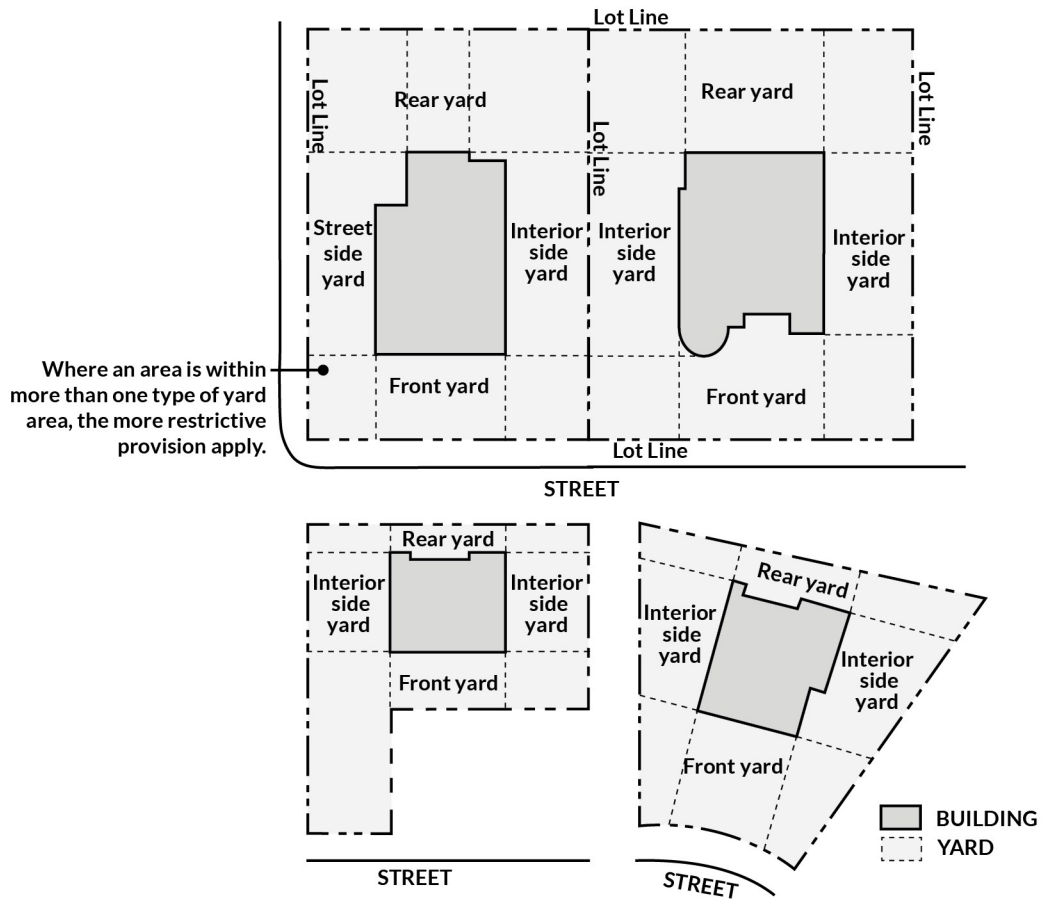 Lot Line
Lot Line
Rear yard
Rear yard
Lot Line
Lot Line
Street
side
yard
Interior
side
yard
Interior
side
yard
Interior
side
yard
Where an area is within
more than one type of yard
area, the more restrictive
provision apply.
Front yard
Front yard
Lot Line
STREET
Rear yard
Interior
side
yard
Interior
side
yard
Front yard
STREET
Rear yard
Interior
side
yard
Interior
side
yard
Front yard
STREET
BUILDING
YARD